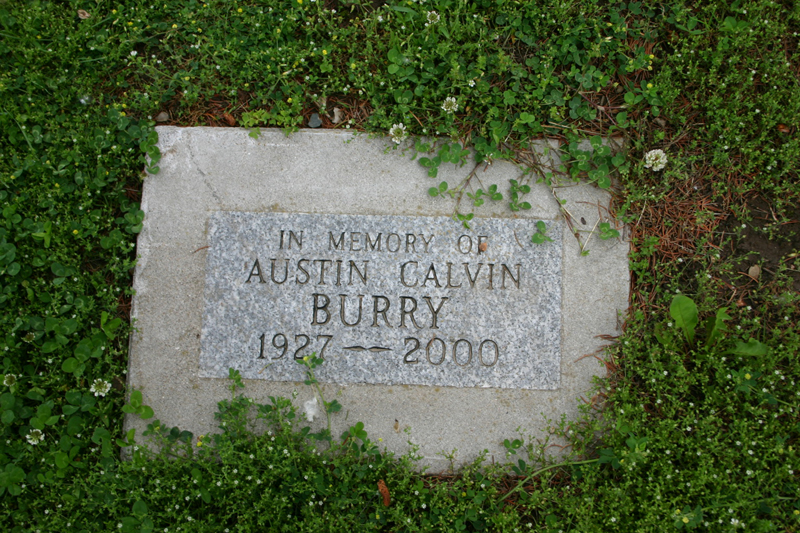 IN MEMORY OF
AUSTIN CALVIN
BURRY
1927 — 2000